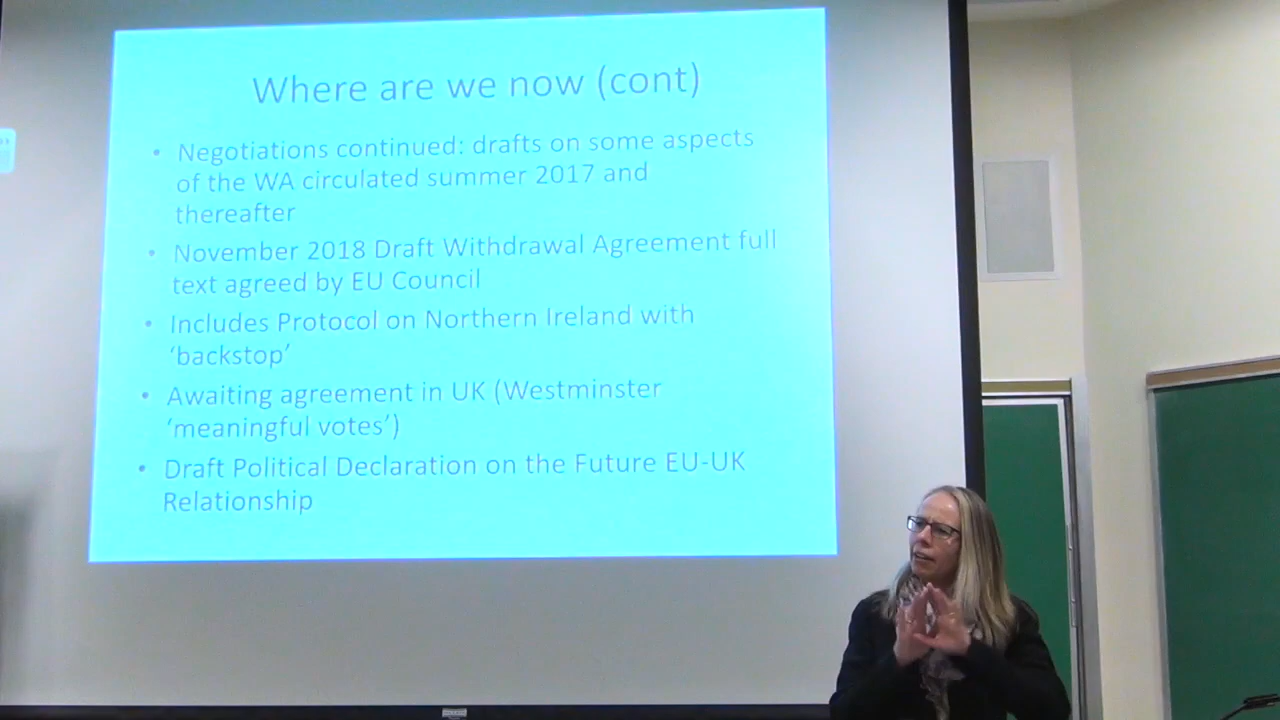 Where are we now (cont)
• Negotiations continued: drafts on some aspects
of the WA circulated summer 2017 and
thereafter
• November 2018 Draft Withdrawal Agreement full
text agreed by EU Council
• Includes Protocol on Northern Ireland with
‘backstop’
• Awaiting agreement in UK (Westminster
‘meaningful votes’)
• Draft Political Declaration on the Future EU-UK
Relationship